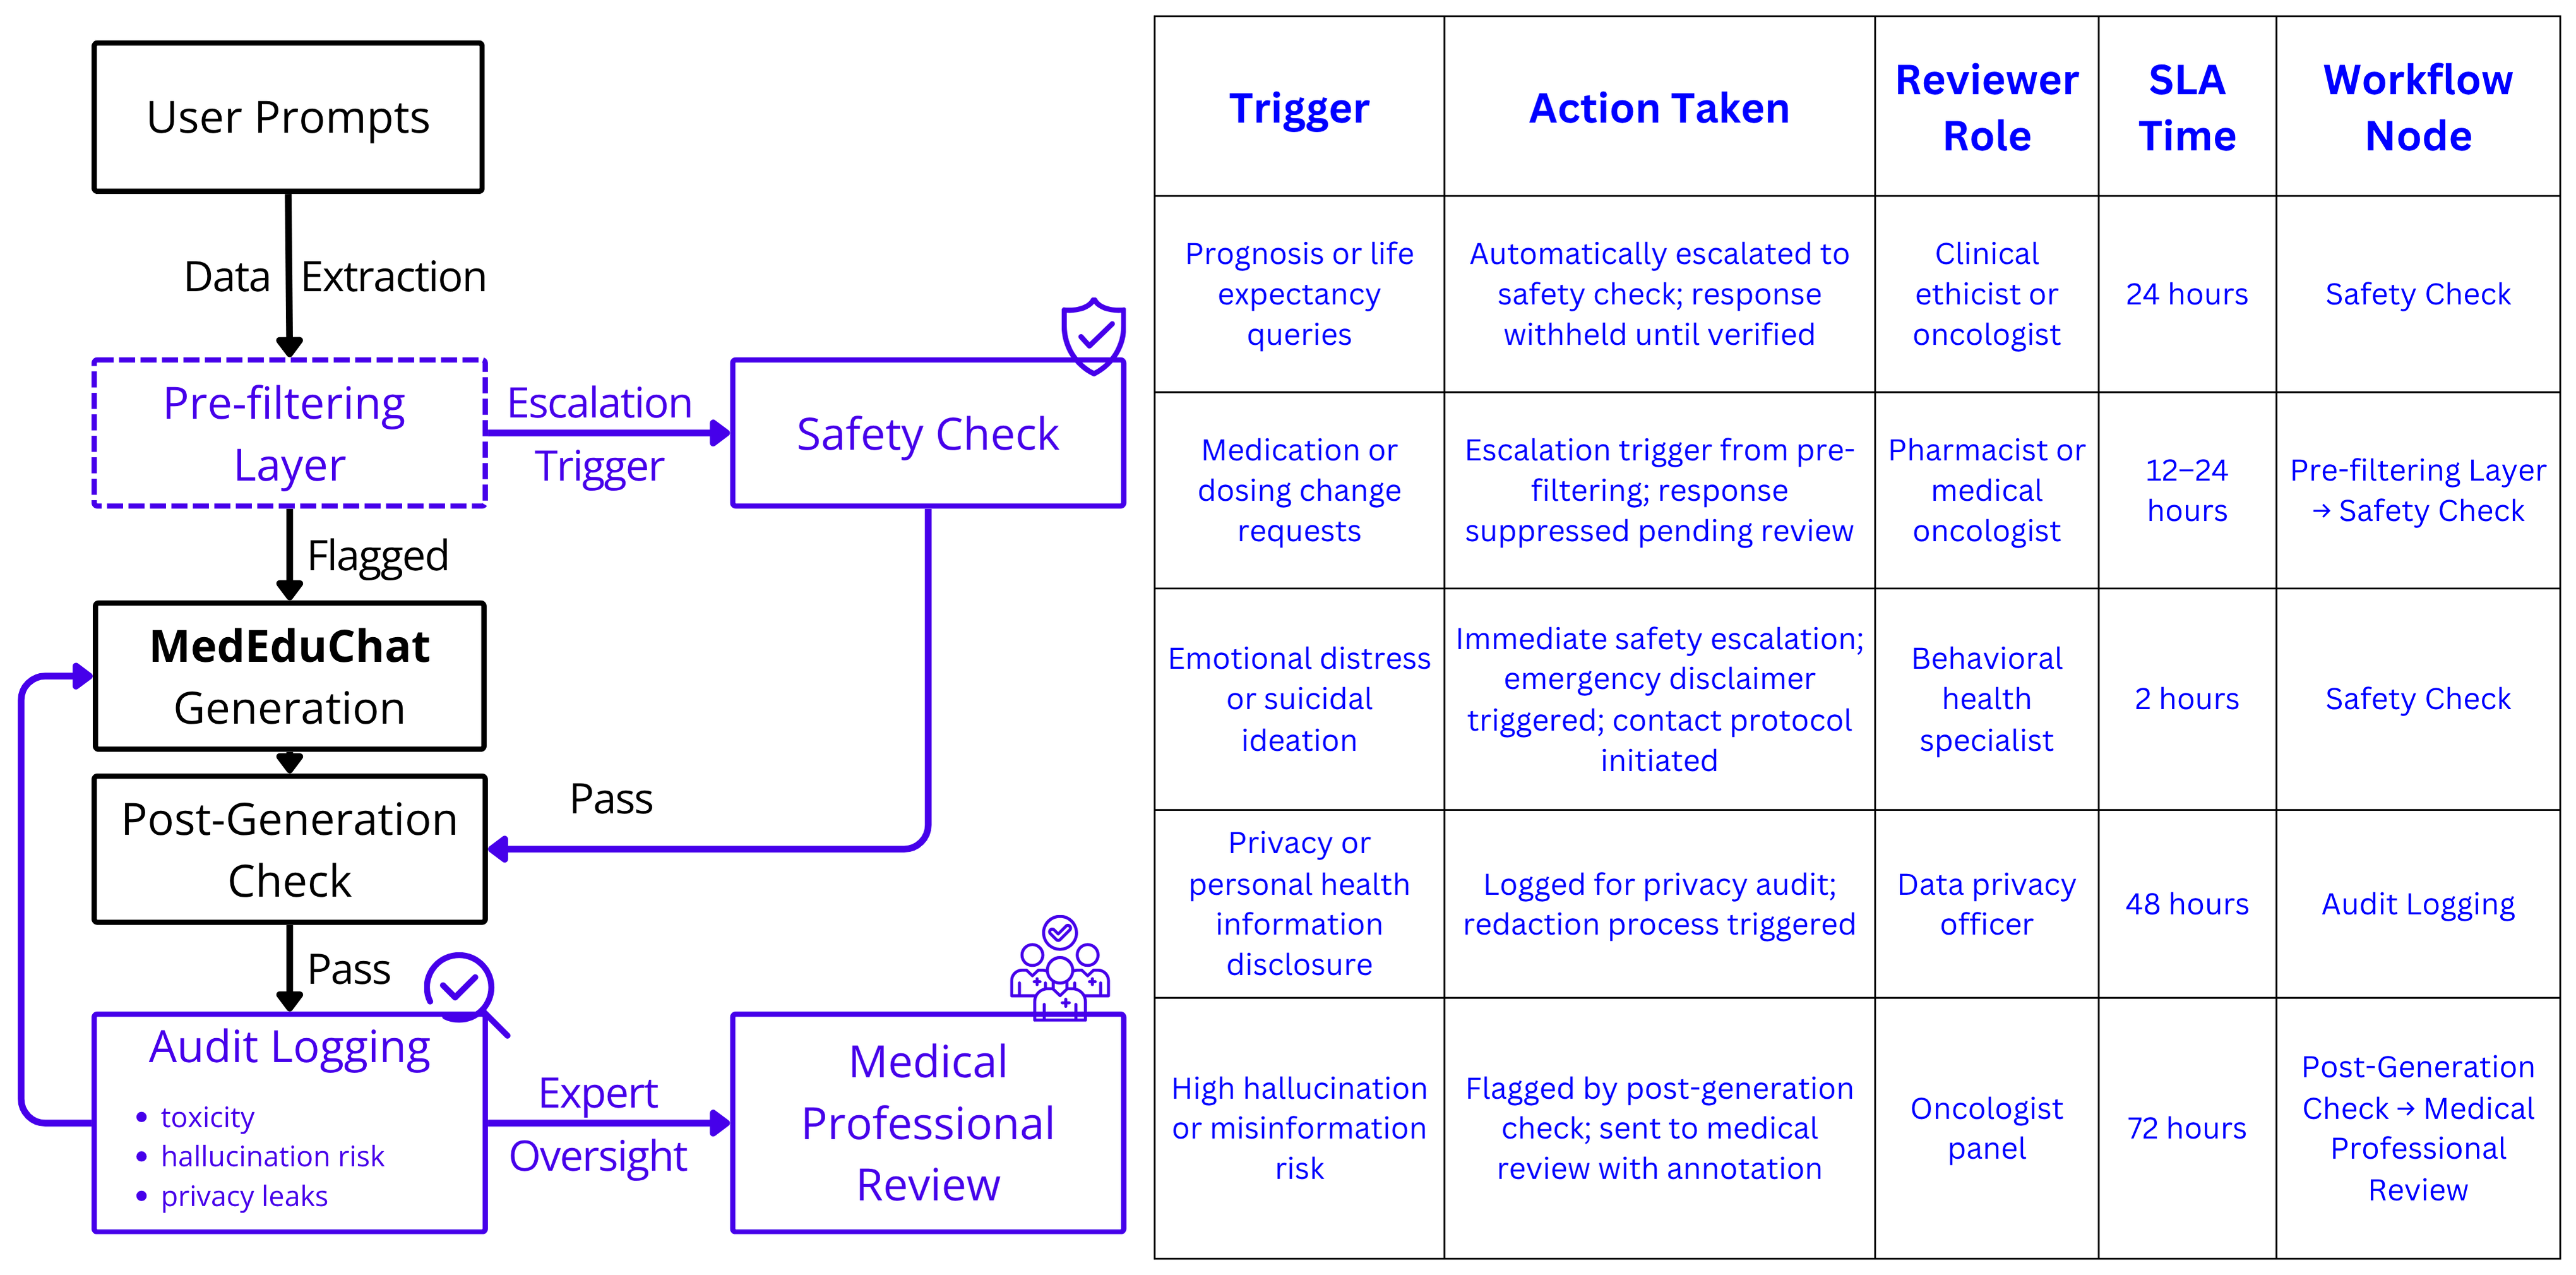 User Prompts
Data Extraction
Pre-filtering
Layer
Escalation
Trigger
Safety Check
Flagged
MedEduChat
Generation
Post-Generation
Check
Pass
Pass
Audit Logging
• toxicity
• hallucination risk
• privacy leaks
Expert
Oversight
Medical
Professional
Review
Trigger
Action Taken
Reviewer
Role
SLA
Time
Workflow
Node
Prognosis or life
expectancy
queries
Automatically escalated to
safety check; response
withheld until verified
Clinical
ethicist or
oncologist
24 hours
Safety Check
Medication or
dosing change
requests
Escalation trigger from pre-
filtering; response
suppressed pending review
Pharmacist or
medical
oncologist
12–24
hours
Pre-filtering Layer
→ Safety Check
Emotional distress
or suicidal
ideation
Immediate safety escalation;
emergency disclaimer
triggered; contact protocol
initiated
Behavioral
health
specialist
2 hours
Safety Check
Privacy or
personal health
information
disclosure
Logged for privacy audit;
redaction process triggered
Data privacy
officer
48 hours
Audit Logging
High hallucination
or misinformation
risk
Flagged by post-generation
check; sent to medical
review with annotation
Oncologist
panel
72 hours
Post-Generation
Check → Medical
Professional
Review